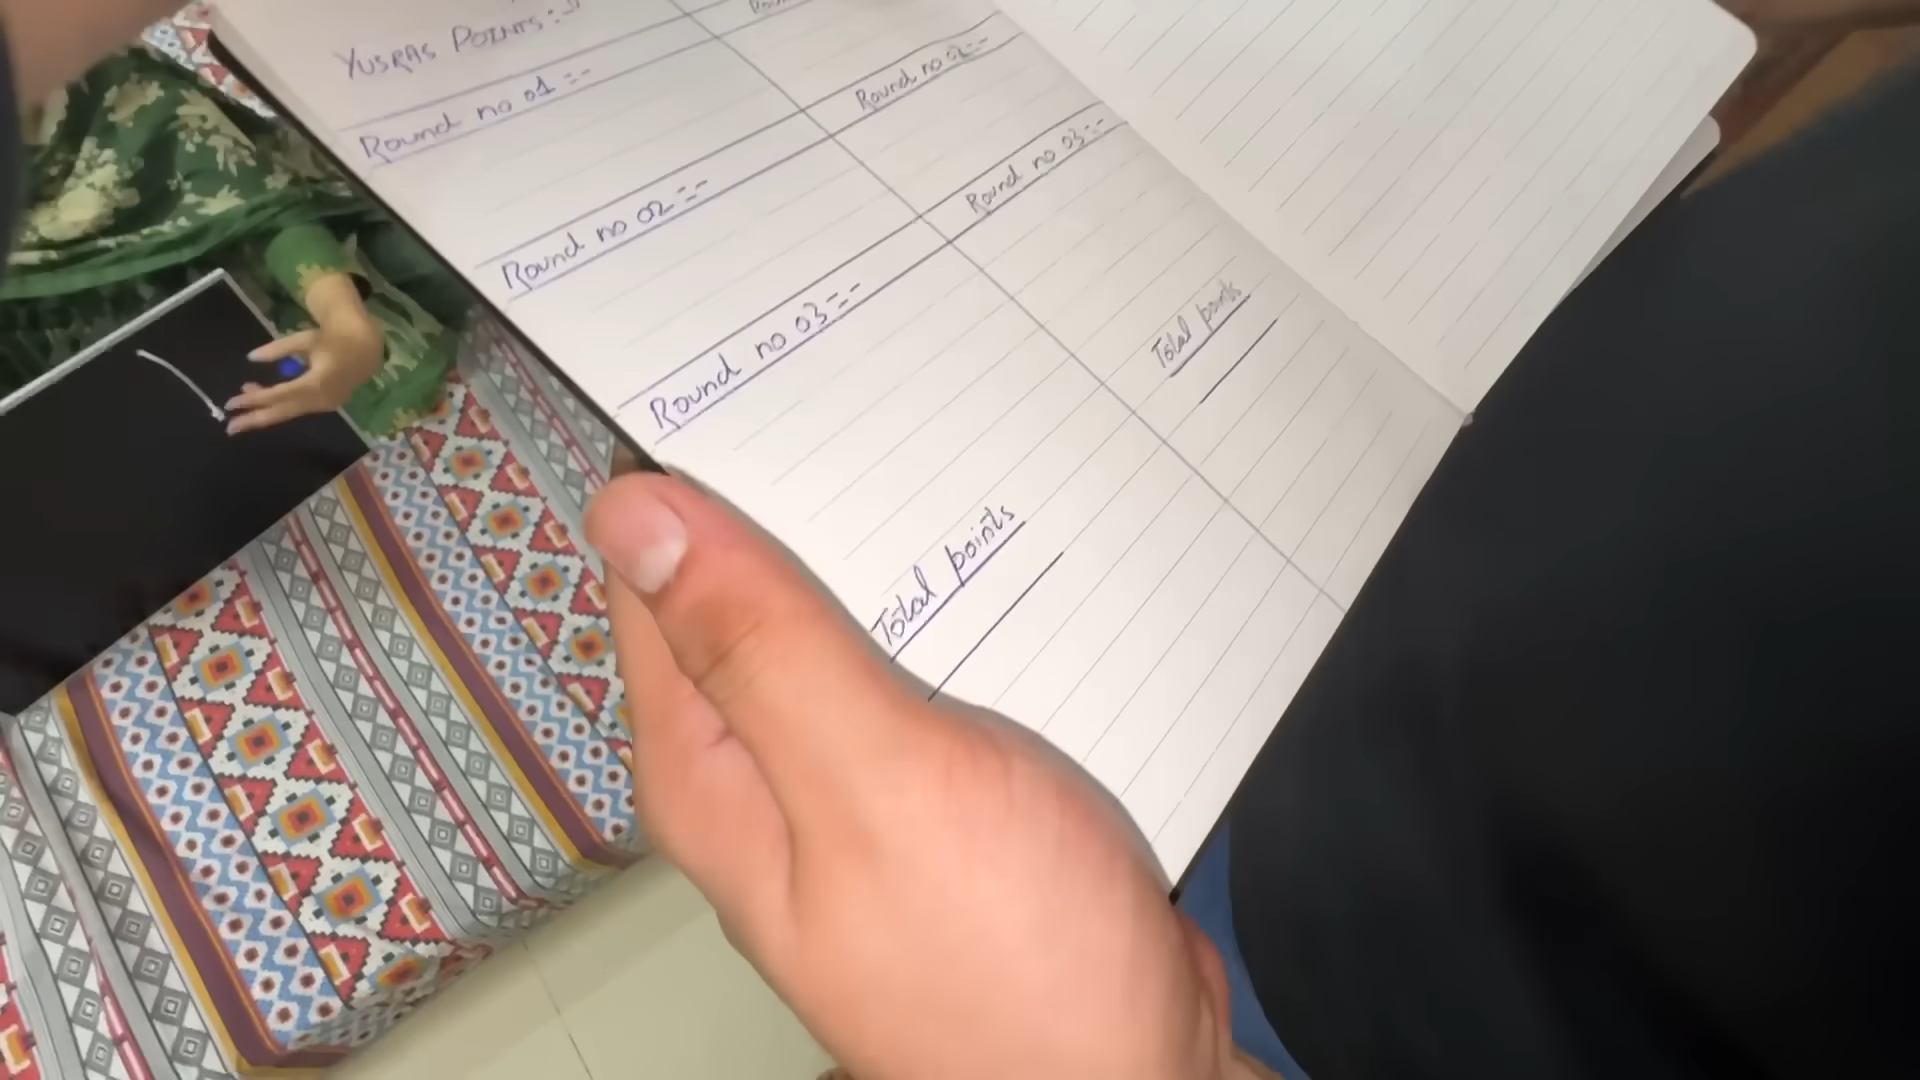 YUSRAS POINTS:-
Round no 01 :-
Round no 02 :-
Round no 03 :-
Total points
Round no 02:-
Round no 03:-
Total points